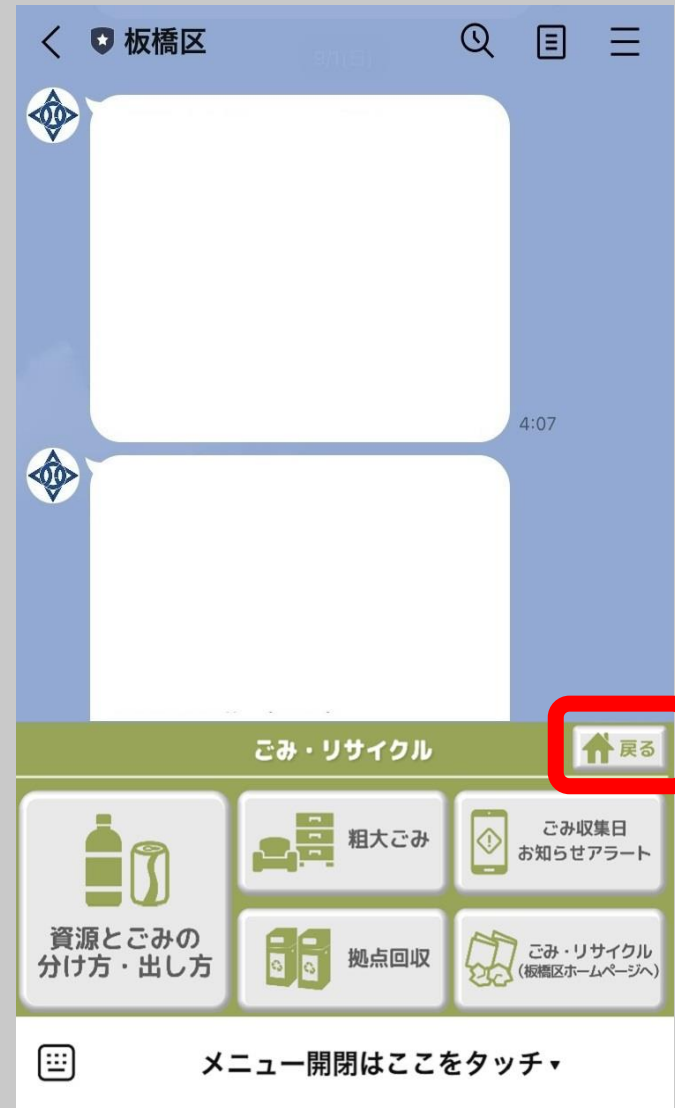 板橋区
4:07
ごみ・リサイクル
戻る
資源とごみの
分け方・出し方
粗大ごみ
ごみ収集日
お知らせアラート
拠点回収
ごみ・リサイクル
(板橋区ホームページへ)
メニュー開閉はここをタッチ▾